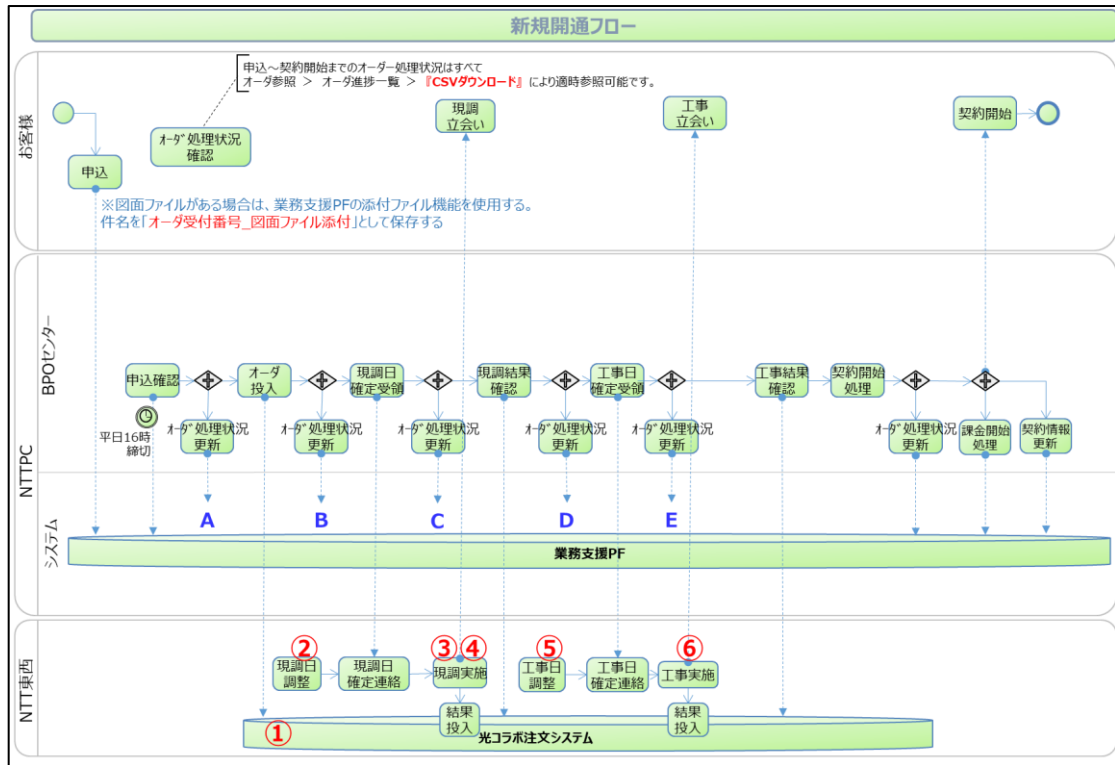 新規開通フロー
お客様
申込～契約開始までのオーダー処理状況はすべて
オーダ参照 ＞ オーダ進捗一覧 ＞ 『CSVダウンロード』により適時参照可能です。
オーダ処理状況
確認
現調
立会い
工事
立会い
契約開始
申込
※図面ファイルがある場合は、業務支援PFの添付ファイル機能を使用する。
件名を「オーダ受付番号_図面ファイル添付」として保存する
NTTPC
BPOセンター
申込確認
オーダ
投入
現調日
確定受領
現調結果
確認
工事日
確定受領
工事結果
確認
契約開始
処理
平日16時
締切
オーダ処理状況
更新
オーダ処理状況
更新
オーダ処理状況
更新
オーダ処理状況
更新
オーダ処理状況
更新
オーダ処理状況
更新
課金開始
処理
契約情報
更新
システム
A
B
C
D
E
業務支援PF
NTT東西
②
現調日
調整
現調日
確定連絡
③ ④
現調実施
⑤
工事日
調整
工事日
確定連絡
⑥
工事実施
結果
投入
結果
投入
①
光コラボ注文システム